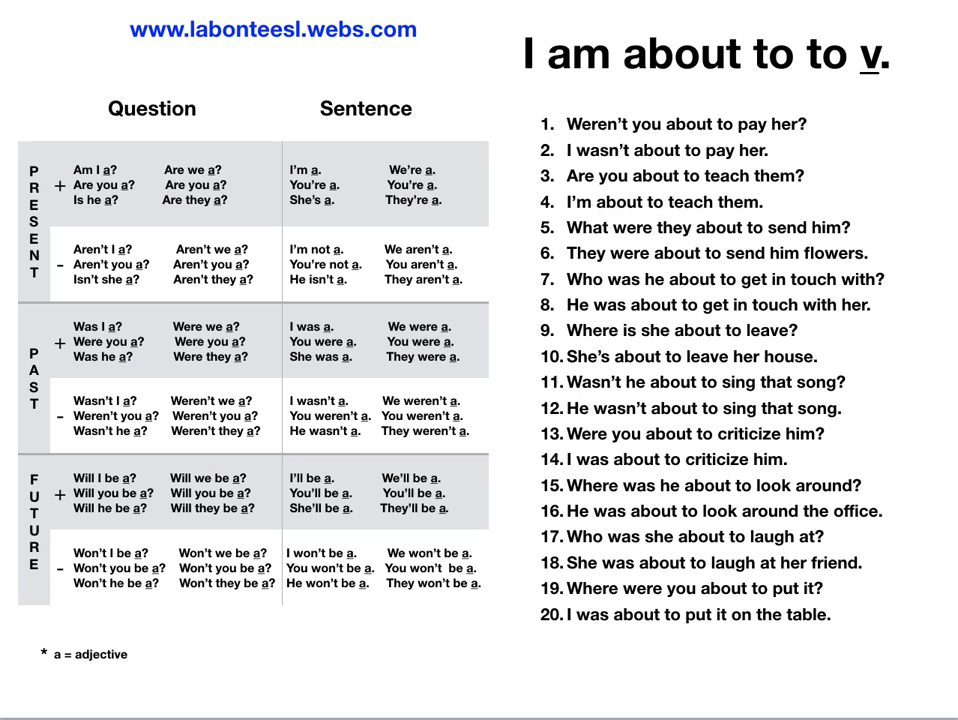 www.labonteesl.webs.com
I am about to to v.
Question Sentence
PRESENT
+ Am I a? Are we a? I'm a. We're a.
Are you a? Are you a? You're a. You're a.
Is he a? Are they a? She's a. They're a.
- Aren't I a? Aren't we a? I'm not a. We aren't a.
Aren't you a? Aren't you a? You're not a. You aren't a.
Isn't she a? Aren't they a? He isn't a. They aren't a.
PAST
+ Was I a? Were we a? I was a. We were a.
Were you a? Were you a? You were a. You were a.
Was he a? Were they a? She was a. They were a.
- Wasn't I a? Weren't we a? I wasn't a. We weren't a.
Weren't you a? Weren't you a? You weren't a. You weren't a.
Wasn't he a? Weren't they a? He wasn't a. They weren't a.
FUTURE
+ Will I be a? Will we be a? I'll be a. We'll be a.
Will you be a? Will you be a? You'll be a. You'll be a.
Will he be a? Will they be a? She'll be a. They'll be a.
- Won't I be a? Won't we be a? I won't be a. We won't be a.
Won't you be a? Won't you be a? You won't be a. You won't be a.
Won't he be a? Won't they be a? He won't be a. They won't be a.
* a = adjective
1. Weren't you about to pay her?
2. I wasn't about to pay her.
3. Are you about to teach them?
4. I'm about to teach them.
5. What were they about to send him?
6. They were about to send him flowers.
7. Who was he about to get in touch with?
8. He was about to get in touch with her.
9. Where is she about to leave?
10. She's about to leave her house.
11. Wasn't he about to sing that song?
12. He wasn't about to sing that song.
13. Were you about to criticize him?
14. I was about to criticize him.
15. Where was he about to look around?
16. He was about to look around the office.
17. Who was she about to laugh at?
18. She was about to laugh at her friend.
19. Where were you about to put it?
20. I was about to put it on the table.